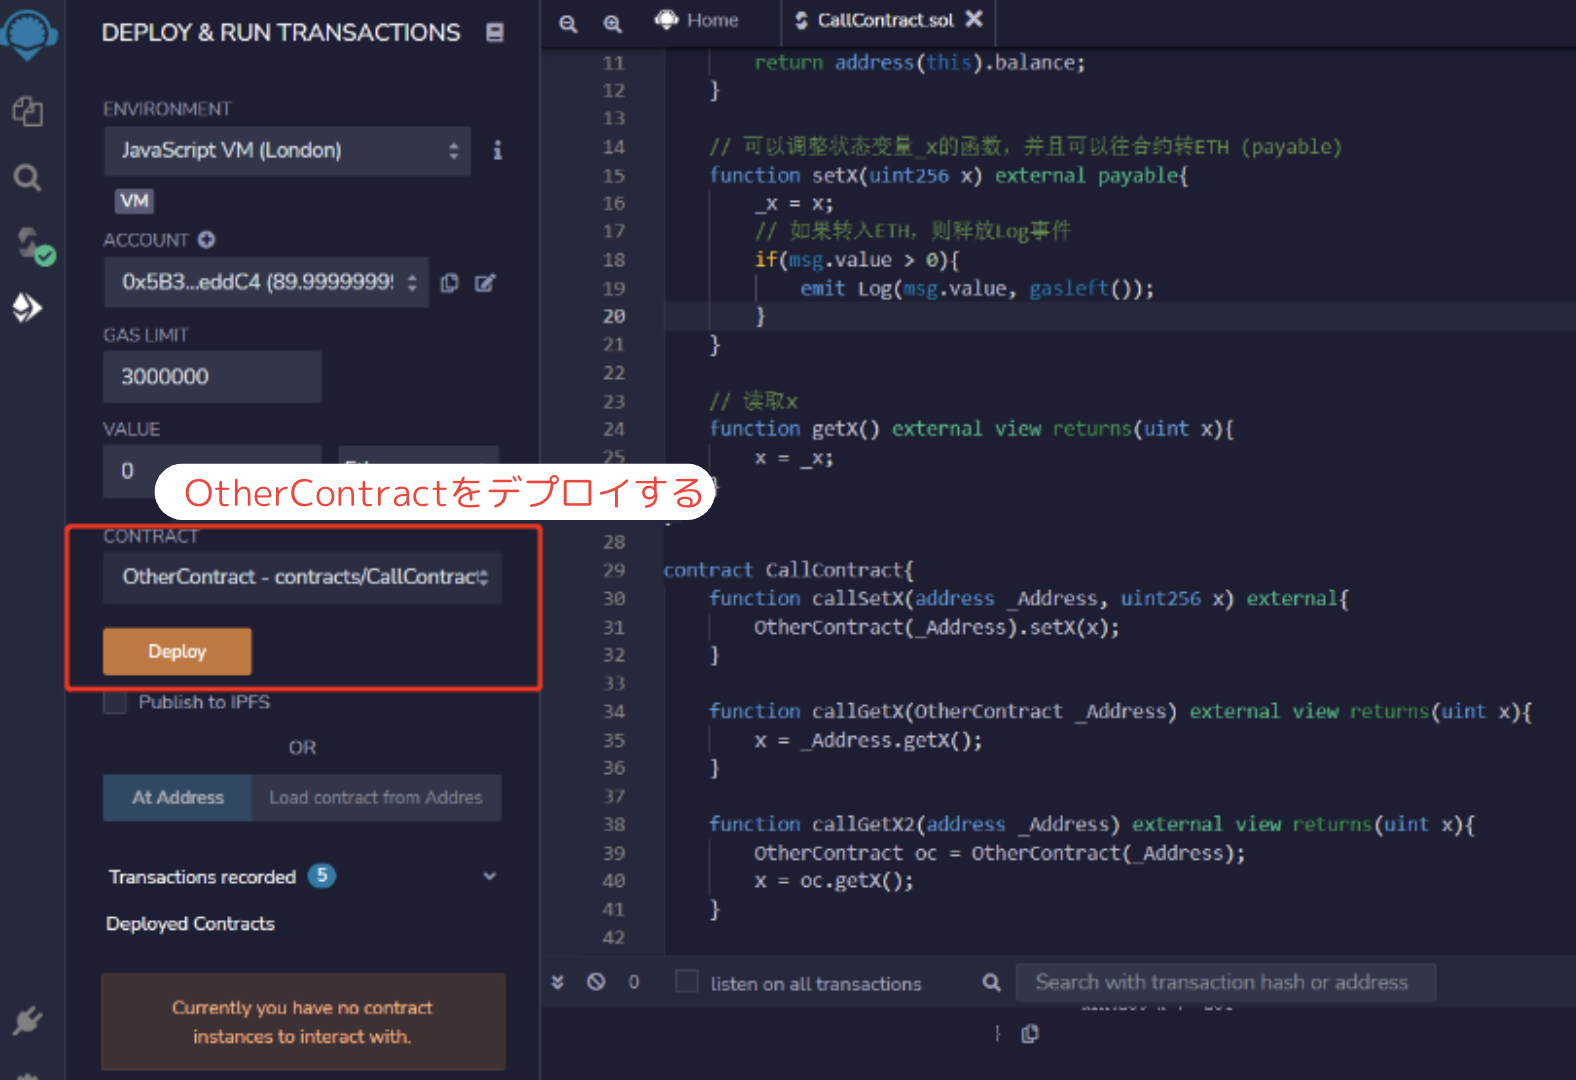 DEPLOY & RUN TRANSACTIONS
ENVIRONMENT
JavaScript VM (London)
VM
ACCOUNT
0x5B3...eddC4 (89.9999999
GAS LIMIT
3000000
VALUE
0
OtherContractをデプロイする
CONTRACT
OtherContract - contracts/CallContract
Deploy
Publish to IPFS
OR
At Address
Load contract from Addres
Transactions recorded 5
Deployed Contracts
Currently you have no contract
instances to interact with.
Home
CallContract.sol
11 return address(this).balance;
12 }
13
14 // 可以调整状态变量_x的函数，并且可以往合约转ETH (payable)
15 function setX(uint256 x) external payable{
16 _x = x;
17 // 如果转入ETH，则释放Log事件
18 if(msg.value > 0){
19 emit Log(msg.value, gasleft());
20 }
21 }
22
23 // 读取x
24 function getX() external view returns(uint x){
25 x = _x;
28
29 contract CallContract{
30 function callSetX(address _Address, uint256 x) external{
31 OtherContract(_Address).setX(x);
32 }
33
34 function callGetX(OtherContract _Address) external view returns(uint x){
35 x = _Address.getX();
36 }
37
38 function callGetX2(address _Address) external view returns(uint x){
39 OtherContract oc = OtherContract(_Address);
40 x = oc.getX();
41 }
42
0 listen on all transactions
Search with transaction hash or address
}